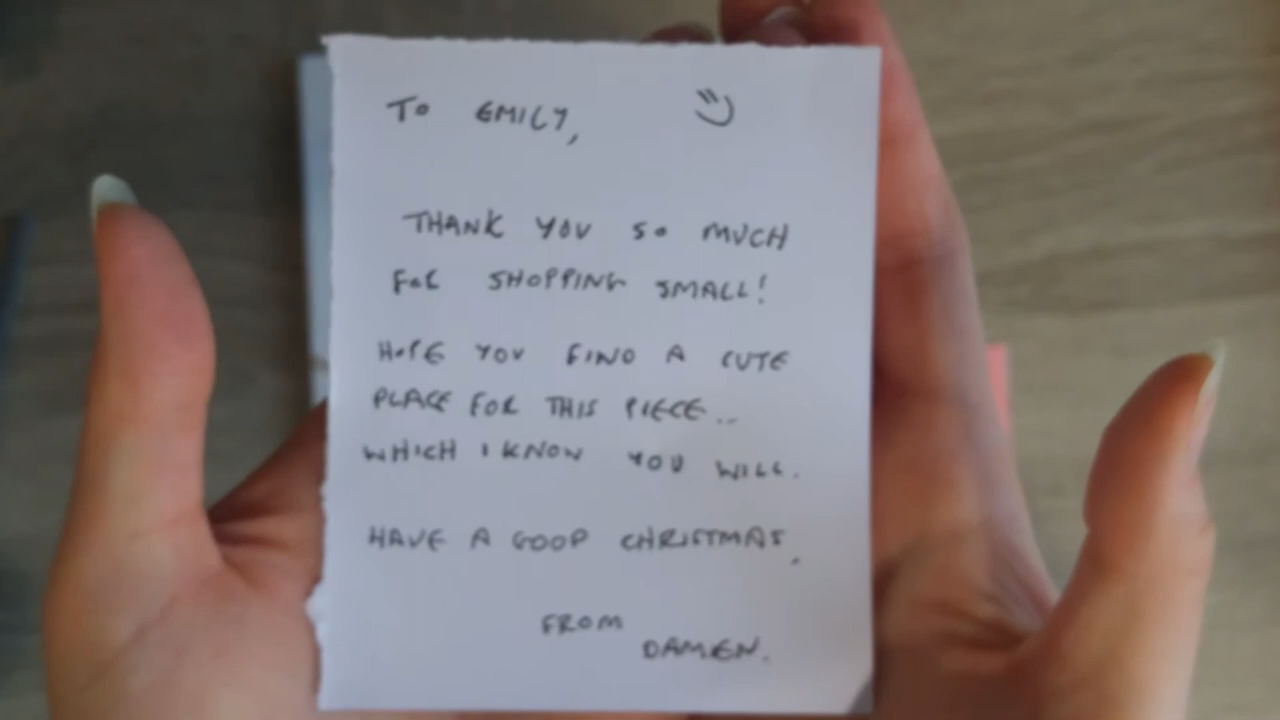 TO EMILY,
THANK YOU SO MUCH
FOR SHOPPING SMALL!
HOPE YOU FIND A CUTE
PLACE FOR THIS PIECE..
WHICH I KNOW YOU WILL.
HAVE A GOOD CHRISTMAS.
FROM
DAMIEN.